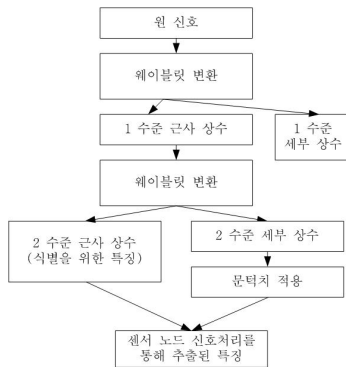 원 신호
웨이블릿 변환
1 수준 근사 상수
1 수준
세부 상수
웨이블릿 변환
2 수준 근사 상수
(식별을 위한 특징)
2 수준 세부 상수
문턱치 적용
센서 노드 신호처리를
통해 추출된 특징